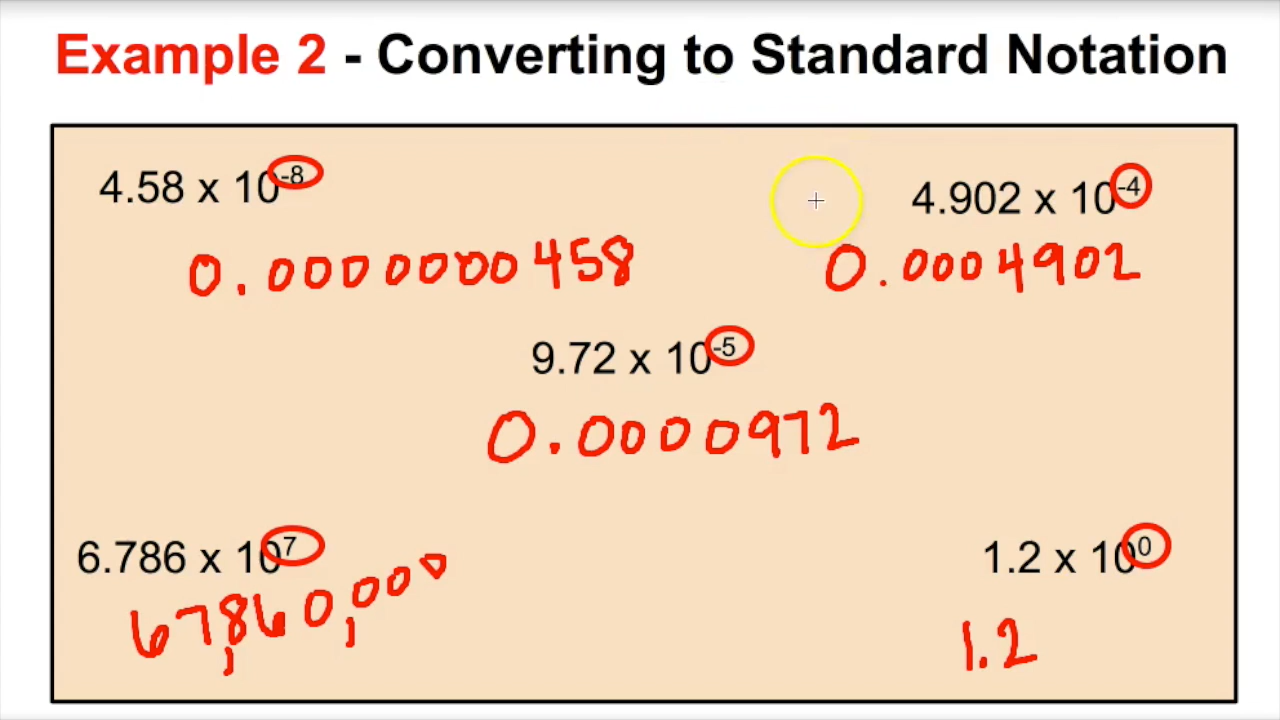 Example 2 - Converting to Standard Notation
4.58 x 10⁻⁸
4.902 x 10⁻⁴
0.0000000458
0.0004902
9.72 x 10⁻⁵
0.0000972
6.786 x 10⁷
1.2 x 10⁰
67,860,000
1.2